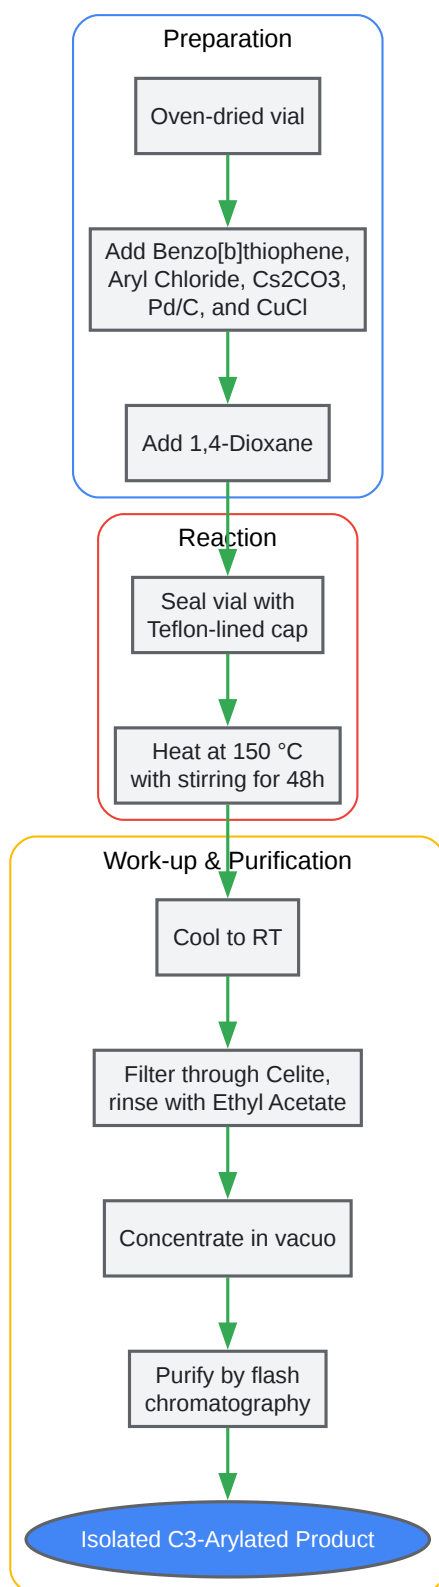 Preparation
Oven-dried vial
Add Benzo[b]thiophene,
Aryl Chloride, Cs2CO3,
Pd/C, and CuCl
Add 1,4-Dioxane
Reaction
Seal vial with
Teflon-lined cap
Heat at 150 °C
with stirring for 48h
Work-up & Purification
Cool to RT
Filter through Celite,
rinse with Ethyl Acetate
Concentrate in vacuo
Purify by flash
chromatography
Isolated C3-Arylated Product